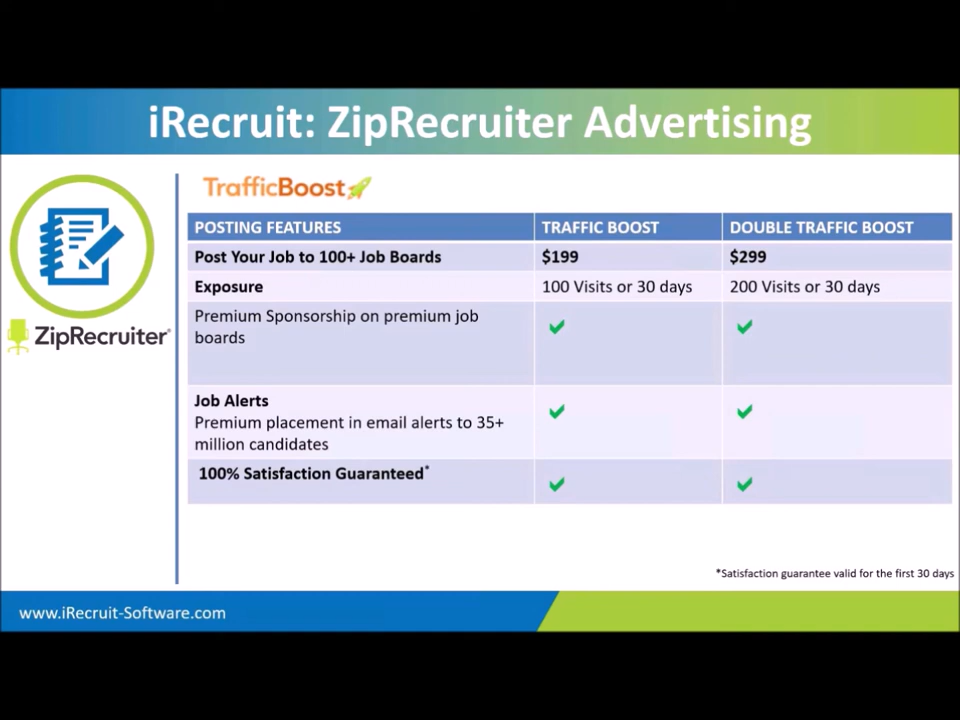 iRecruit: ZipRecruiter Advertising
TrafficBoost
POSTING FEATURES TRAFFIC BOOST DOUBLE TRAFFIC BOOST
Post Your Job to 100+ Job Boards $199 $299
Exposure 100 Visits or 30 days 200 Visits or 30 days
Premium Sponsorship on premium job
boards
ZipRecruiter®
Job Alerts
Premium placement in email alerts to 35+
million candidates
100% Satisfaction Guaranteed*
*Satisfaction guarantee valid for the first 30 days
www.iRecruit-Software.com